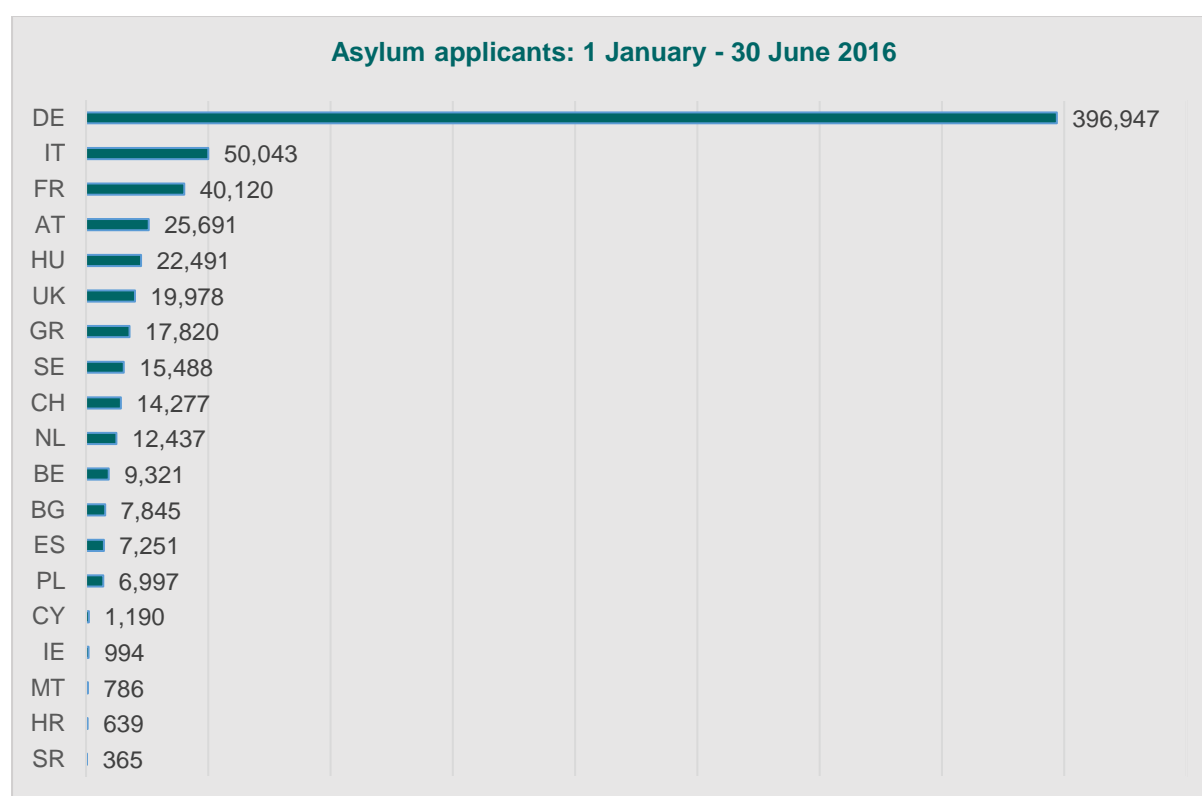 Asylum applicants: 1 January - 30 June 2016
DE 396,947
IT 50,043
FR 40,120
AT 25,691
HU 22,491
UK 19,978
GR 17,820
SE 15,488
CH 14,277
NL 12,437
BE 9,321
BG 7,845
ES 7,251
PL 6,997
CY 1,190
IE 994
MT 786
HR 639
SR 365